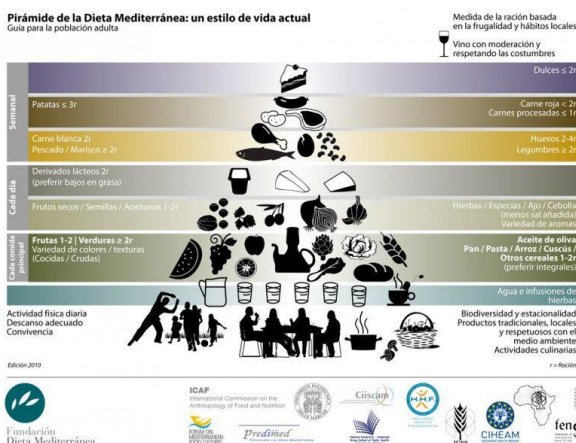 Pirámide de la Dieta Mediterránea: un estilo de vida actual
Guía para la población adulta
Medida de la ración basada
en la frugalidad y hábitos locales
Vino con moderación y
respetando las costumbres
Semanal
Dulces ≤ 2r
Patatas ≤ 3r
Carne roja < 2r
Carnes procesadas ≤ 1r
Carne blanca 2r
Pescado / Marisco ≥ 2r
Huevos 2-4r
Legumbres ≥ 2r
Cada día
Derivados lácteos 2r
(preferir bajos en grasa)
Frutos secos / Semillas / Aceitunas 1-2r
Hierbas / Especias / Ajo / Cebolla
(menos sal añadida)
Variedad de aromas
Cada comida
principal
Frutas 1-2 | Verduras ≥ 2r
Variedad de colores / texturas
(Cocidas / Crudas)
Aceite de oliva
Pan / Pasta / Arroz / Cuscús /
Otros cereales 1-2r
(preferir integrales)
Agua e infusiones de
hierbas
Actividad física diaria
Descanso adecuado
Convivencia
Biodiversidad y estacionalidad
Productos tradicionales, locales
y respetuosos con el
medio ambiente
Actividades culinarias
Edición 2010
r = Ración
Fundación
Dieta Mediterránea
ICAF
International Commission on the
Anthropology of Food and Nutrition
FORUM ON
MEDITERRANEAN
FOOD CULTURES
Predimed
Ciiscam
H.H.F.
CIHEAM